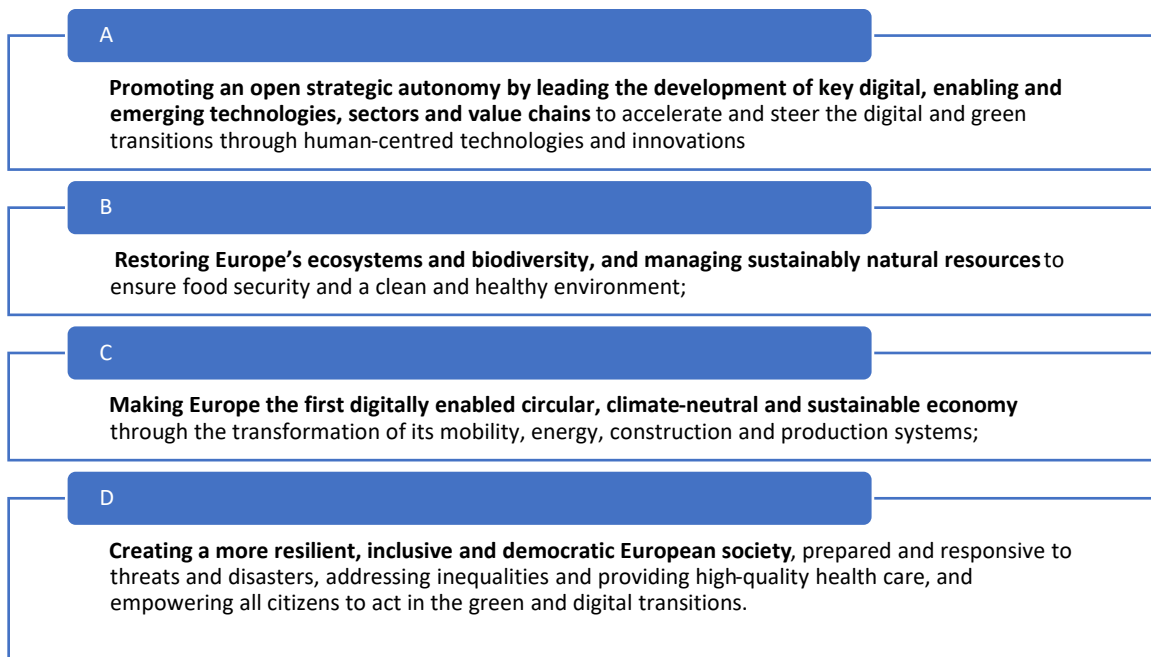 A
Promoting an open strategic autonomy by leading the development of key digital, enabling and
emerging technologies, sectors and value chains to accelerate and steer the digital and green
transitions through human-centred technologies and innovations
B
Restoring Europe’s ecosystems and biodiversity, and managing sustainably natural resources to
ensure food security and a clean and healthy environment;
C
Making Europe the first digitally enabled circular, climate-neutral and sustainable economy
through the transformation of its mobility, energy, construction and production systems;
D
Creating a more resilient, inclusive and democratic European society, prepared and responsive to
threats and disasters, addressing inequalities and providing high-quality health care, and
empowering all citizens to act in the green and digital transitions.